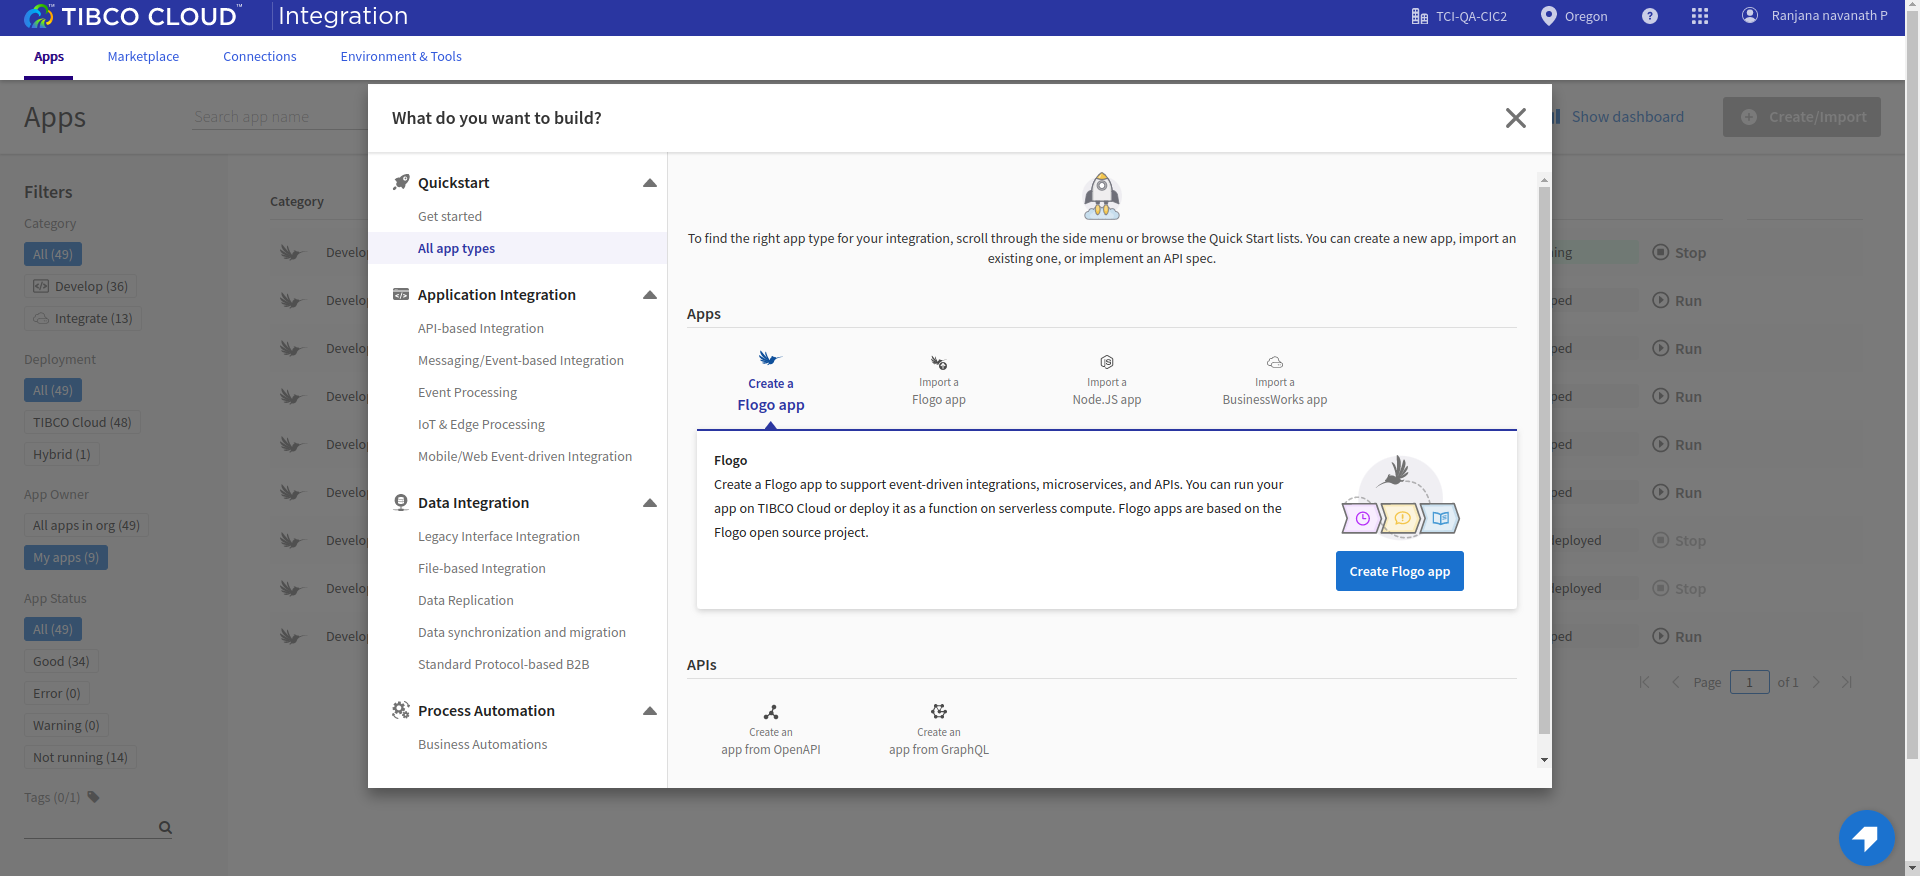 TIBCO CLOUD™ Integration
TCI-QA-CIC2
Oregon
Ranjana navanath P
Apps
Marketplace
Connections
Environment & Tools
Apps
Search app name
Show dashboard
Create/Import
What do you want to build?
Filters
Category
All (49)
Develop (36)
Integrate (13)
Deployment
All (49)
TIBCO Cloud (48)
Hybrid (1)
App Owner
All apps in org (49)
My apps (9)
App Status
All (49)
Good (34)
Error (0)
Warning (0)
Not running (14)
Tags (0/1)
Category
Develo
Develo
Develo
Develo
Develo
Develo
Develo
Develo
Develo
Quickstart
Get started
All app types
Application Integration
API-based Integration
Messaging/Event-based Integration
Event Processing
IoT & Edge Processing
Mobile/Web Event-driven Integration
Data Integration
Legacy Interface Integration
File-based Integration
Data Replication
Data synchronization and migration
Standard Protocol-based B2B
Process Automation
Business Automations
To find the right app type for your integration, scroll through the side menu or browse the Quick Start lists. You can create a new app, import an
existing one, or implement an API spec.
Apps
Create a
Flogo app
Import a
Flogo app
Import a
Node.JS app
Import a
BusinessWorks app
Flogo
Create a Flogo app to support event-driven integrations, microservices, and APIs. You can run your
app on TIBCO Cloud or deploy it as a function on serverless compute. Flogo apps are based on the
Flogo open source project.
Create Flogo app
APIs
Create an
app from OpenAPI
Create an
app from GraphQL
ing Stop
ped Run
ped Run
ped Run
ped Run
ped Run
eployed Stop
eployed Stop
ped Run
Page 1 of 1